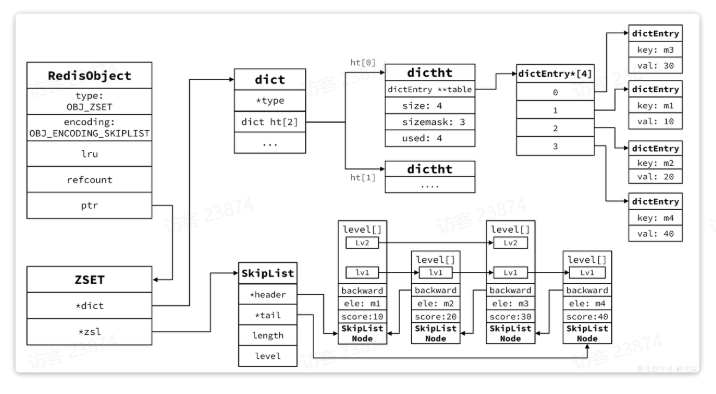 RedisObject
type:
OBJ_ZSET
encoding:
OBJ_ENCODING_SKIPLIST
lru
refcount
ptr
ZSET
*dict
*zsl
dict
*type
dict ht[2]
...
ht[0]
ht[1]
dictht
dictEntry **table
size: 4
sizemask: 3
used: 4
dictht
....
dictEntry*[4]
0
1
2
3
dictEntry
key: m3
val: 30
dictEntry
key: m1
val: 10
dictEntry
key: m2
val: 20
dictEntry
key: m4
val: 40
SkipList
*header
*tail
length
level
level[]
Lv2
lv1
backward
ele: m1
score:10
SkipList
Node
level[]
lv1
backward
ele: m2
score:20
SkipList
Node
level[]
Lv2
Lv1
backward
ele: m3
score:30
SkipList
Node
level[]
Lv1
backward
ele: m4
score:40
SkipList
Node
访客 23874
访客 23874
访客 23874
访客 23874
访客 23874
访客 23874